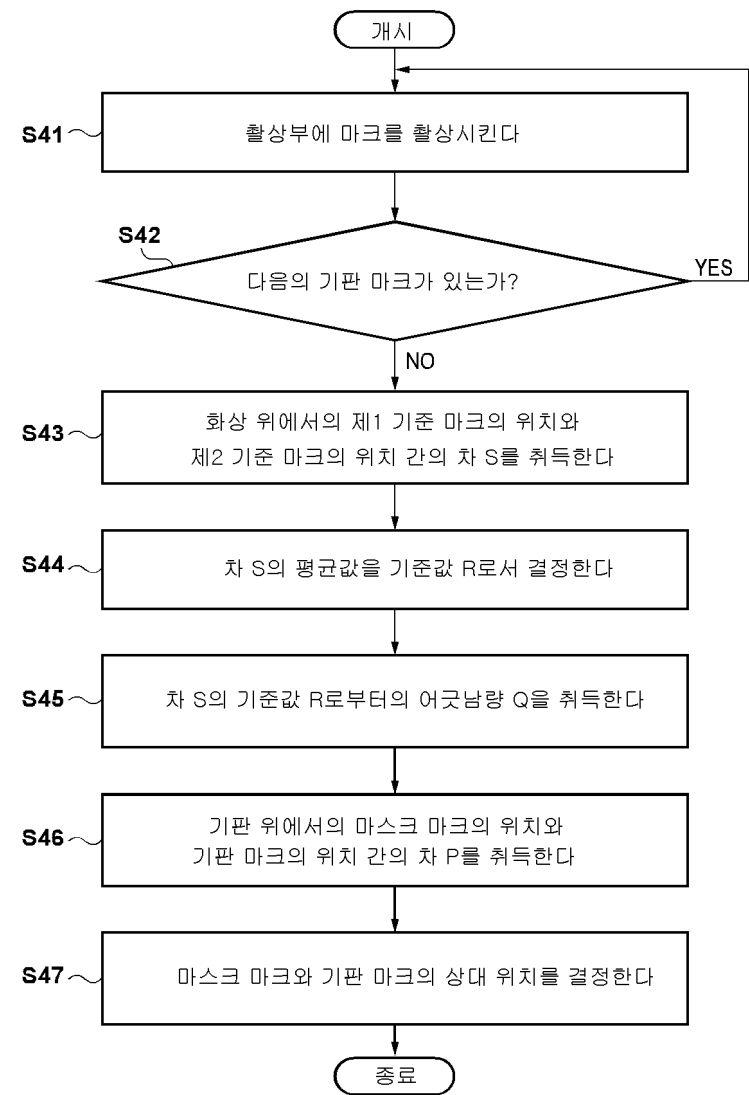 개시
S41
촬상부에 마크를 촬상시킨다
S42
다음의 기판 마크가 있는가?
YES
NO
S43
화상 위에서의 제1 기준 마크의 위치와
제2 기준 마크의 위치 간의 차 S를 취득한다
S44
차 S의 평균값을 기준값 R로서 결정한다
S45
차 S의 기준값 R로부터의 어긋남량 Q을 취득한다
S46
기판 위에서의 마스크 마크의 위치와
기판 마크의 위치 간의 차 P를 취득한다
S47
마스크 마크와 기판 마크의 상대 위치를 결정한다
종료